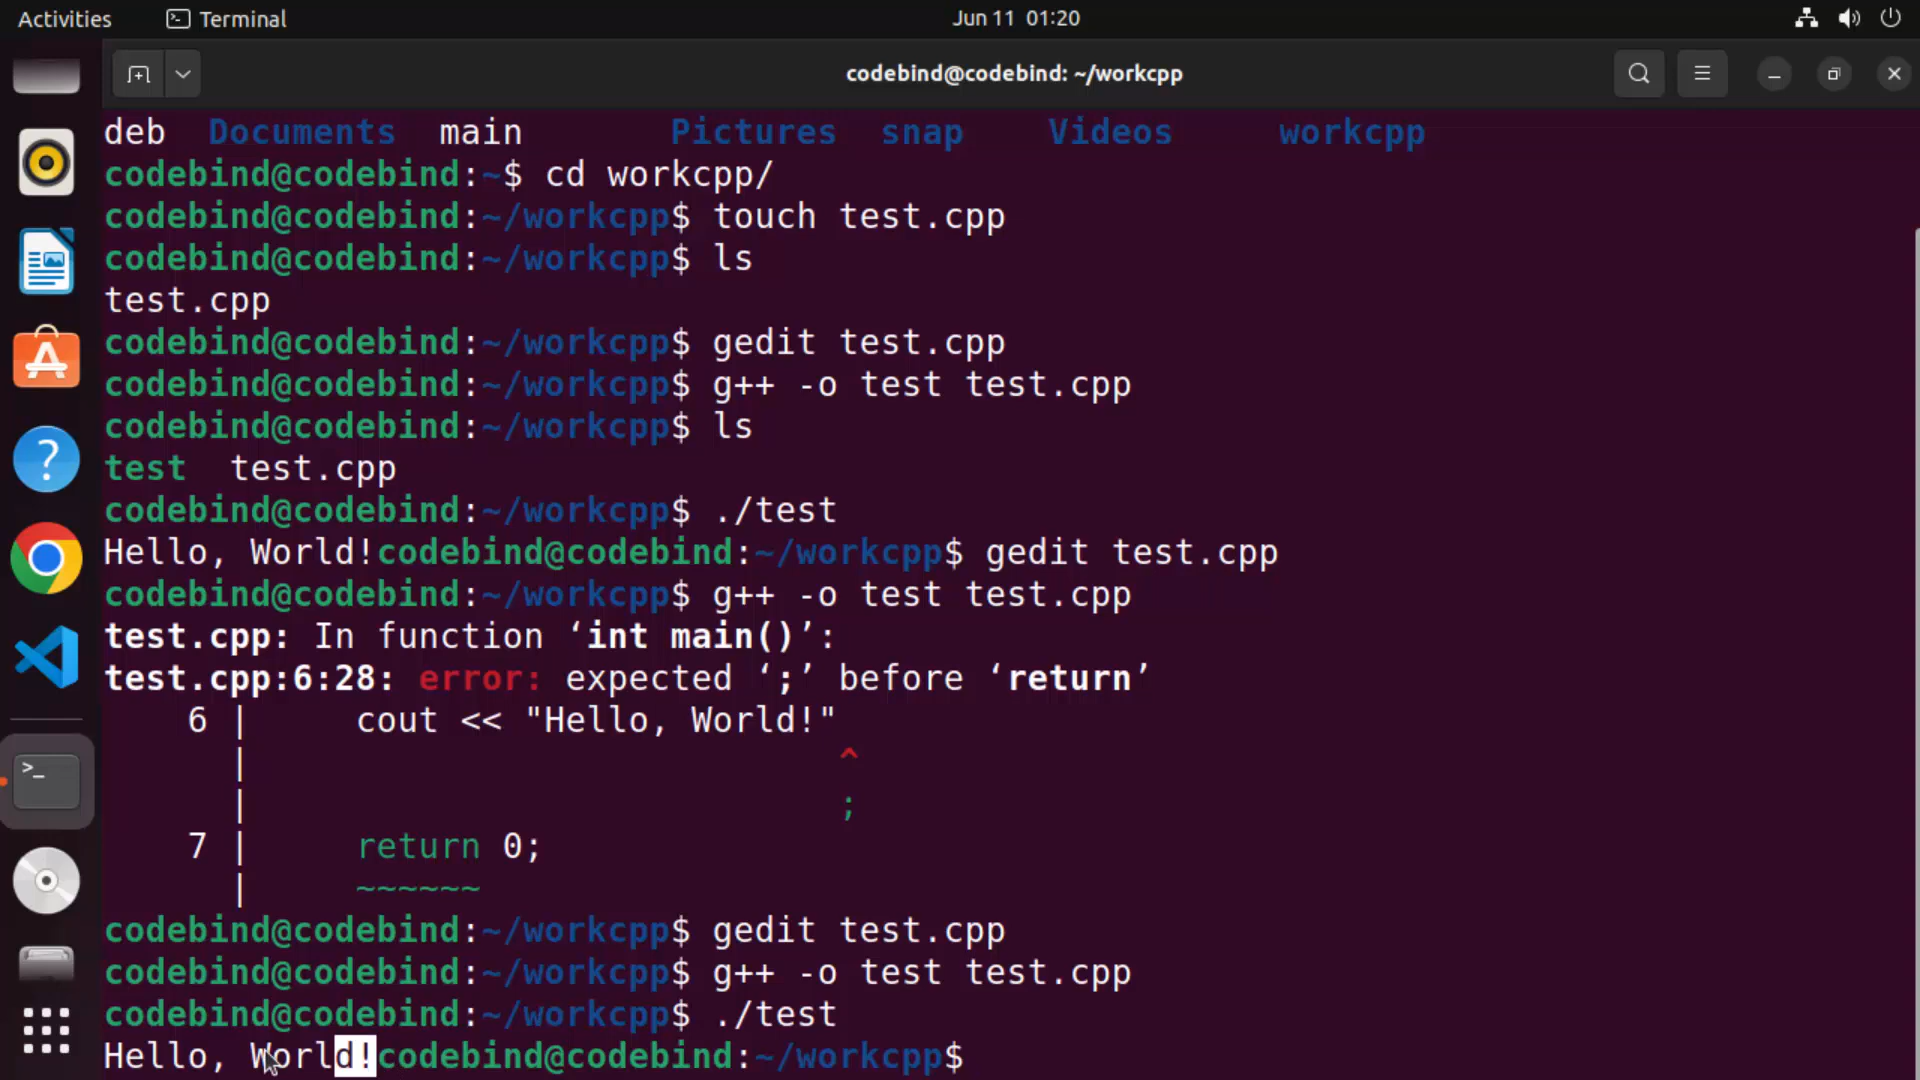 Activities Terminal Jun 11 01:20
codebind@codebind: ~/workcpp
deb Documents main Pictures snap Videos workcpp
codebind@codebind:~$ cd workcpp/
codebind@codebind:~/workcpp$ touch test.cpp
codebind@codebind:~/workcpp$ ls
test.cpp
codebind@codebind:~/workcpp$ gedit test.cpp
codebind@codebind:~/workcpp$ g++ -o test test.cpp
codebind@codebind:~/workcpp$ ls
test test.cpp
codebind@codebind:~/workcpp$ ./test
Hello, World!codebind@codebind:~/workcpp$ gedit test.cpp
codebind@codebind:~/workcpp$ g++ -o test test.cpp
test.cpp: In function ‘int main()’:
test.cpp:6:28: error: expected ‘;’ before ‘return’
6 | cout << "Hello, World!"
| ^
| ;
7 | return 0;
| ~~~~~~
codebind@codebind:~/workcpp$ gedit test.cpp
codebind@codebind:~/workcpp$ g++ -o test test.cpp
codebind@codebind:~/workcpp$ ./test
Hello, World!codebind@codebind:~/workcpp$